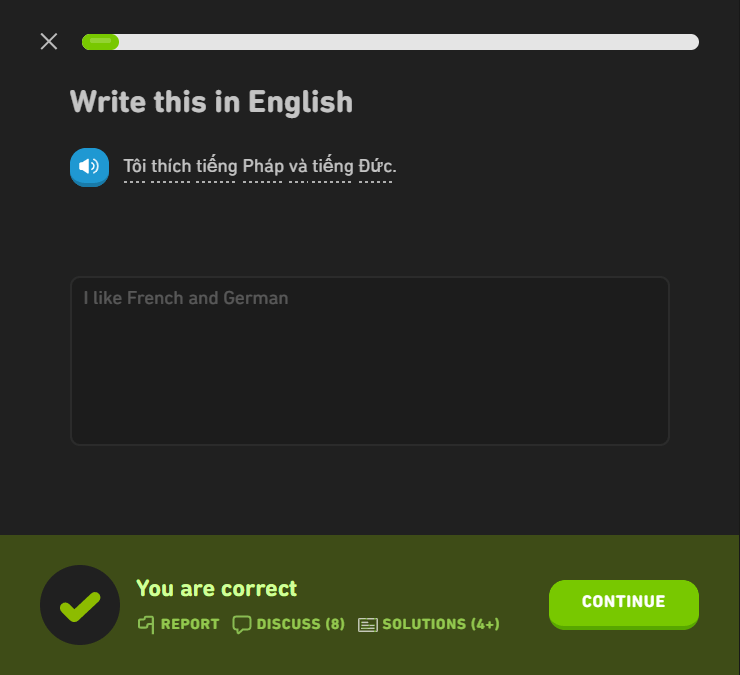 Write this in English
Tôi thích tiếng Pháp và tiếng Đức.
I like French and German
You are correct
REPORT DISCUSS (8) SOLUTIONS (4+)
CONTINUE